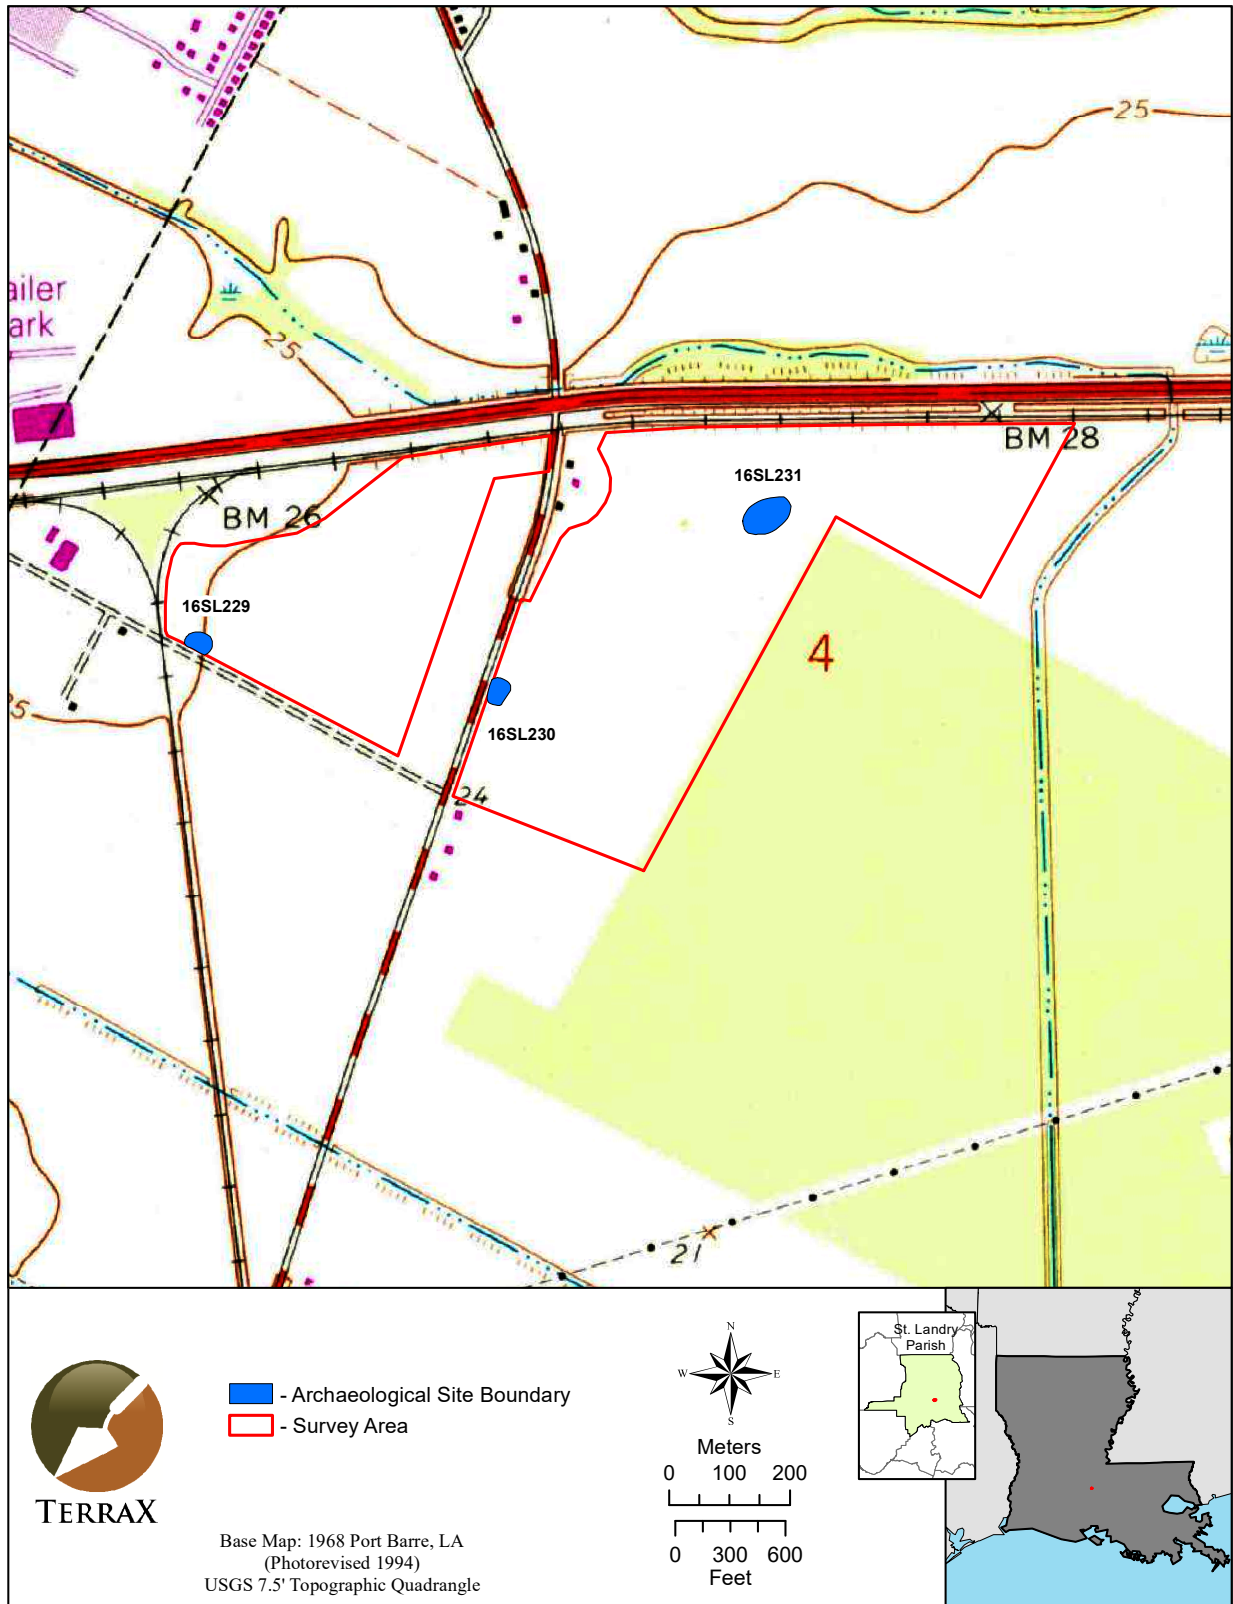 25
ailer
ark
25
BM 28
16SL231
BM 26
16SL229
4
25
16SL230
24
21
TERRAX
- Archaeological Site Boundary
- Survey Area
Base Map: 1968 Port Barre, LA
(Photorevised 1994)
USGS 7.5' Topographic Quadrangle
N
W
E
S
Meters
0 100 200
0 300 600
Feet
St. Landry
Parish